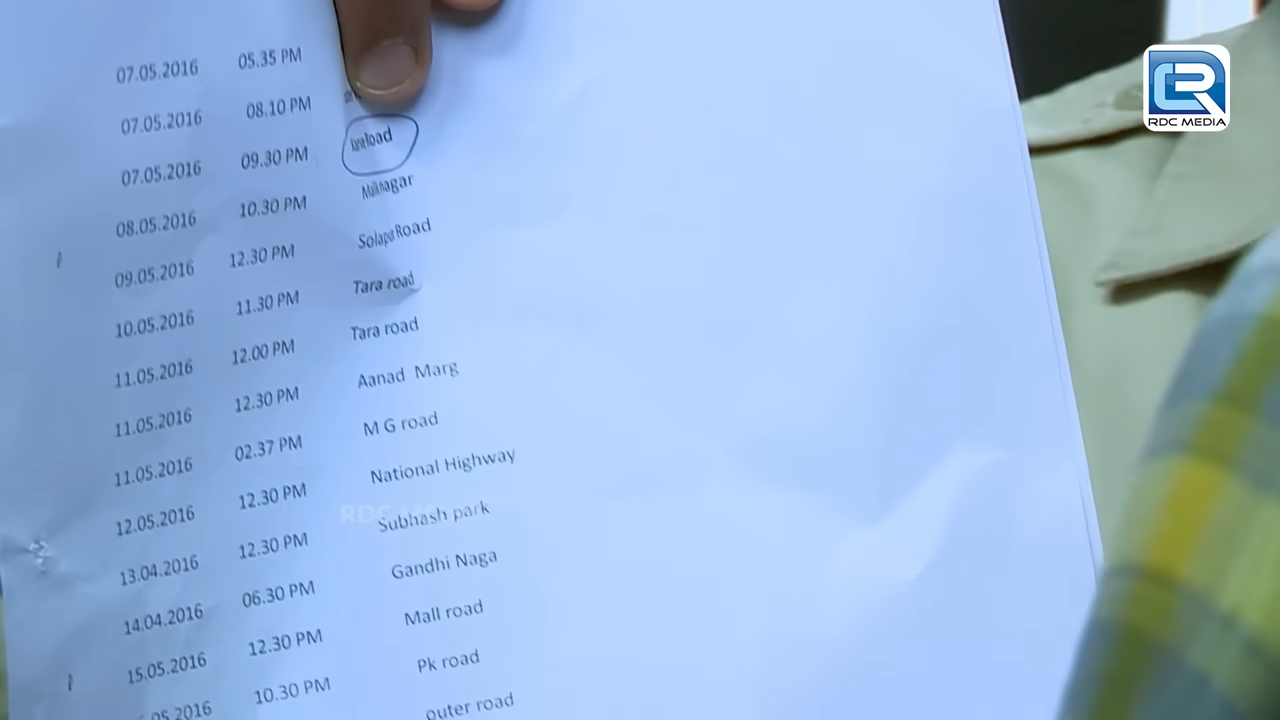 07.05.2016 05.35 PM
07.05.2016 08.10 PM
07.05.2016 09.30 PM
08.05.2016 10.30 PM
09.05.2016 12.30 PM Solapur Road
10.05.2016 11.30 PM Tara road
11.05.2016 12.00 PM Tara road
11.05.2016 12.30 PM Aanad Marg
11.05.2016 02.37 PM M G road
12.05.2016 12.30 PM National Highway
13.04.2016 12.30 PM Subhash park
14.04.2016 06.30 PM Gandhi Naga
15.05.2016 12.30 PM Mall road
10.30 PM Pk road
outer road
RDC MEDIA